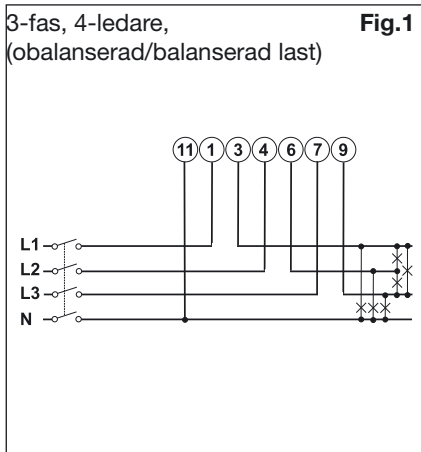 3-fas, 4-ledare, Fig.1
(obalanserad/balanserad last)
11 1 3 4 6 7 9
L1
L2
L3
N